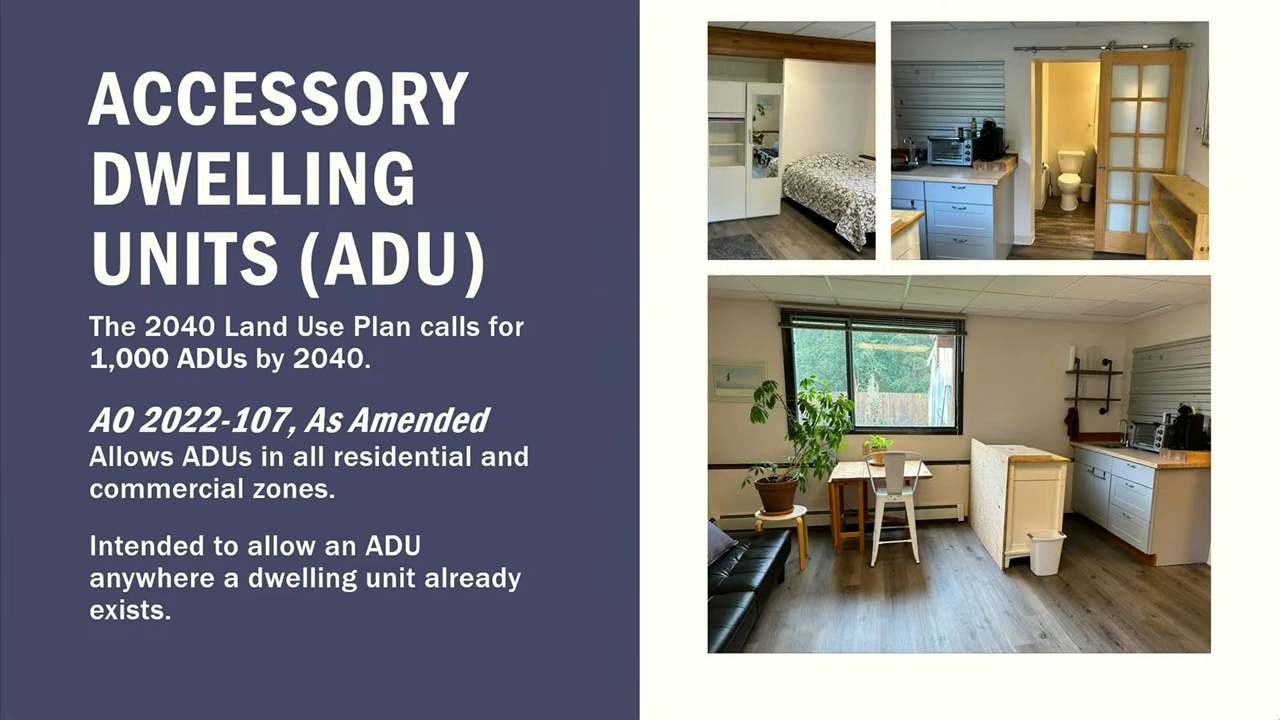 ACCESSORY
DWELLING
UNITS (ADU)
The 2040 Land Use Plan calls for
1,000 ADUs by 2040.
AO 2022-107, As Amended
Allows ADUs in all residential and
commercial zones.
Intended to allow an ADU
anywhere a dwelling unit already
exists.